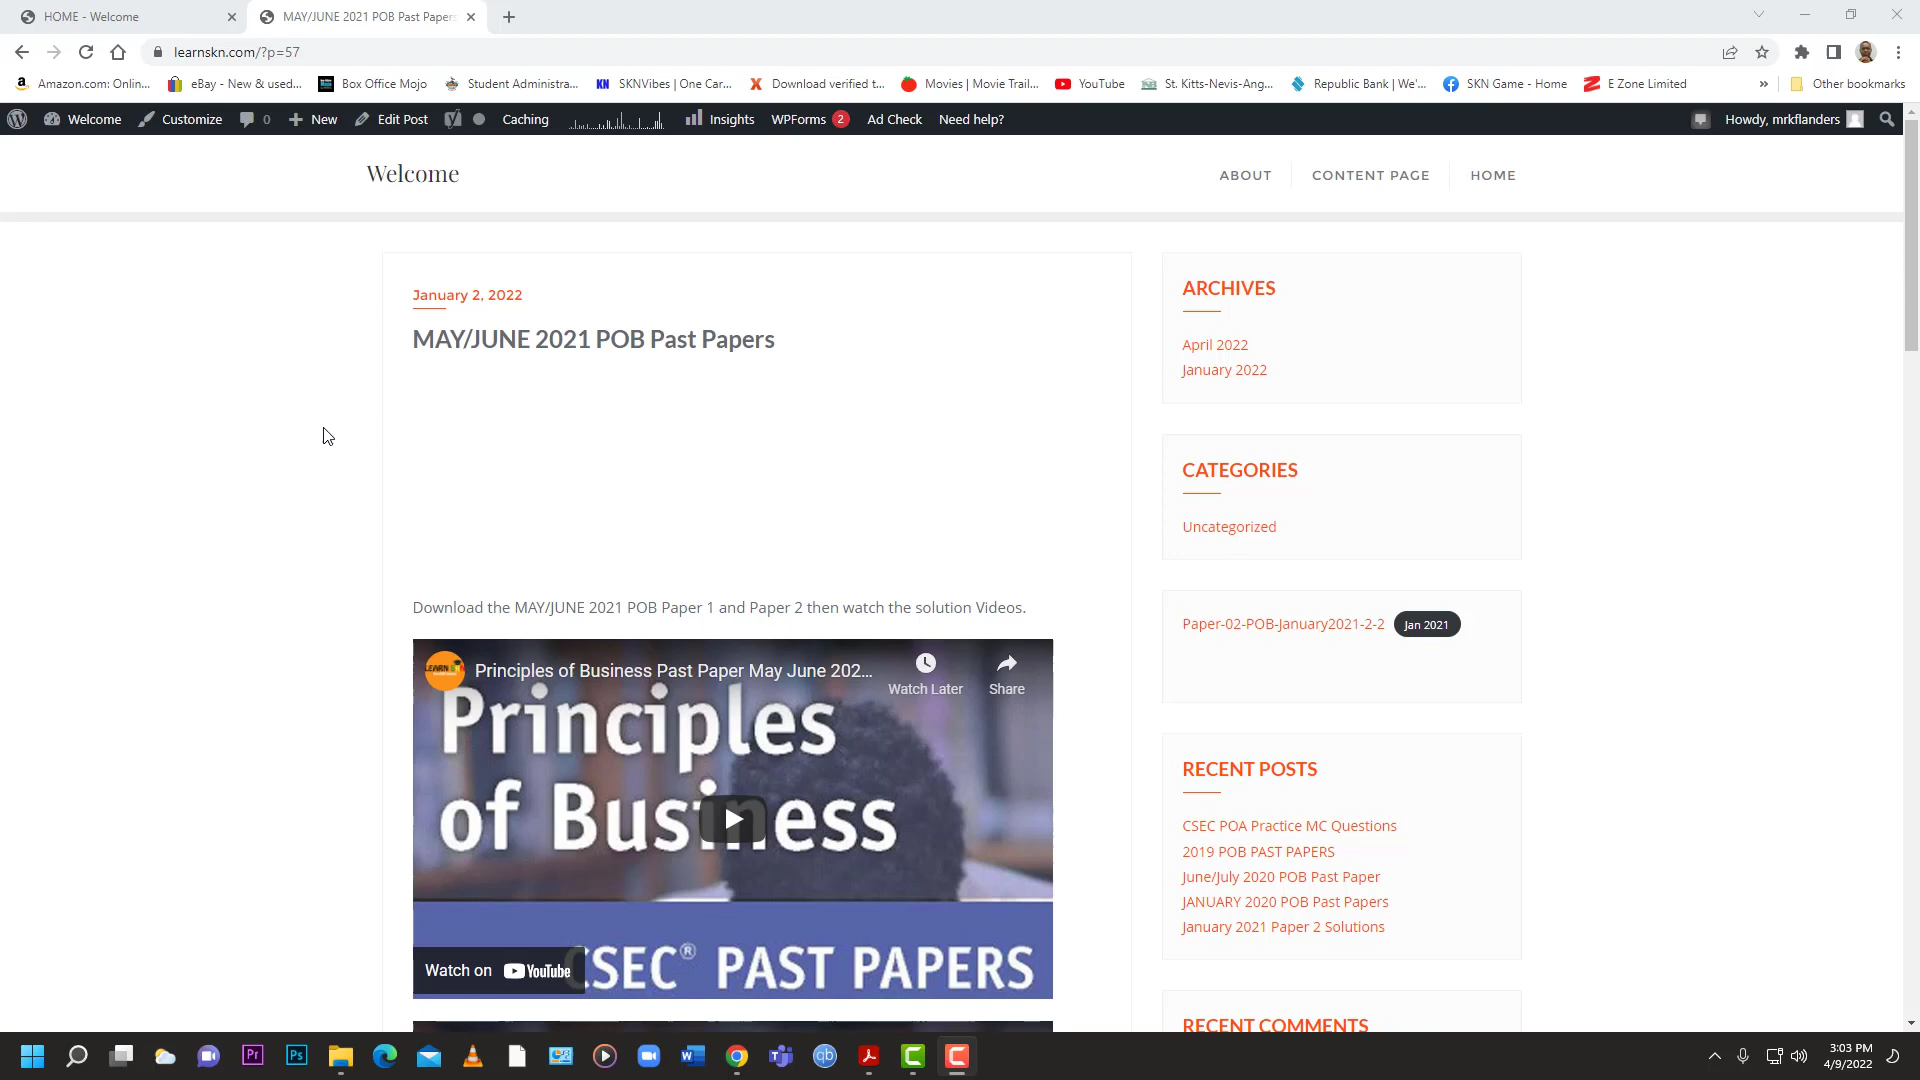 HOME - Welcome
MAY/JUNE 2021 POB Past Papers
learnskn.com/?p=57
Amazon.com: Onlin...
eBay - New & used...
Box Office Mojo
Student Administra...
KN
SKNVibes | One Car...
Download verified t...
Movies | Movie Trail...
YouTube
St. Kitts-Nevis-Ang...
Republic Bank | We'...
SKN Game - Home
E Zone Limited
»
Other bookmarks
Welcome
Customize
0
New
Edit Post
Caching
Insights
WPForms 2
Ad Check
Need help?
Howdy, mrkflanders
Welcome
ABOUT
CONTENT PAGE
HOME
January 2, 2022
MAY/JUNE 2021 POB Past Papers
Download the MAY/JUNE 2021 POB Paper 1 and Paper 2 then watch the solution Videos.
LEARN
Principles of Business Past Paper May June 202...
Watch Later
Share
Principles
of Business
Watch on YouTube
CSEC® PAST PAPERS
ARCHIVES
April 2022
January 2022
CATEGORIES
Uncategorized
Paper-02-POB-January2021-2-2 Jan 2021
RECENT POSTS
CSEC POA Practice MC Questions
2019 POB PAST PAPERS
June/July 2020 POB Past Paper
JANUARY 2020 POB Past Papers
January 2021 Paper 2 Solutions
RECENT COMMENTS
Pr
Ps
qb
3:03 PM
4/9/2022